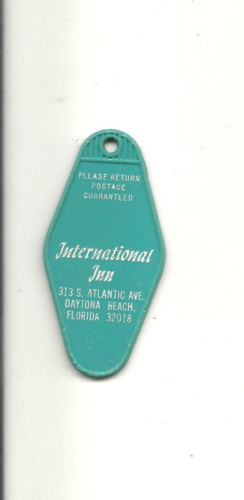 PLEASE RETURN
POSTAGE
GUARANTEED
International
Inn
313 S. ATLANTIC AVE.
DAYTONA BEACH,
FLORIDA 32018